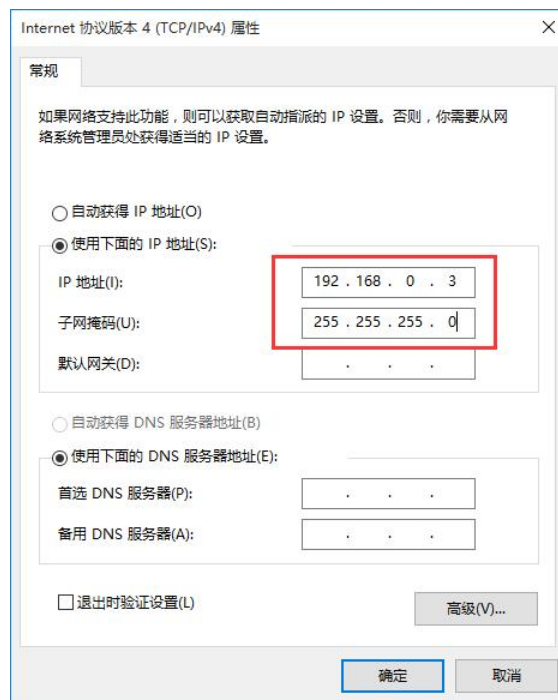 Internet 协议版本 4 (TCP/IPv4) 属性
常规
如果网络支持此功能，则可以获取自动指派的 IP 设置。否则，你需要从网
络系统管理员处获得适当的 IP 设置。
自动获得 IP 地址(O)
使用下面的 IP 地址(S):
IP 地址(I):
192 . 168 . 0 . 3
子网掩码(U):
255 . 255 . 255 . 0
默认网关(D):
. . .
自动获得 DNS 服务器地址(B)
使用下面的 DNS 服务器地址(E):
首选 DNS 服务器(P):
. . .
备用 DNS 服务器(A):
. . .
退出时验证设置(L)
高级(V)...
确定
取消